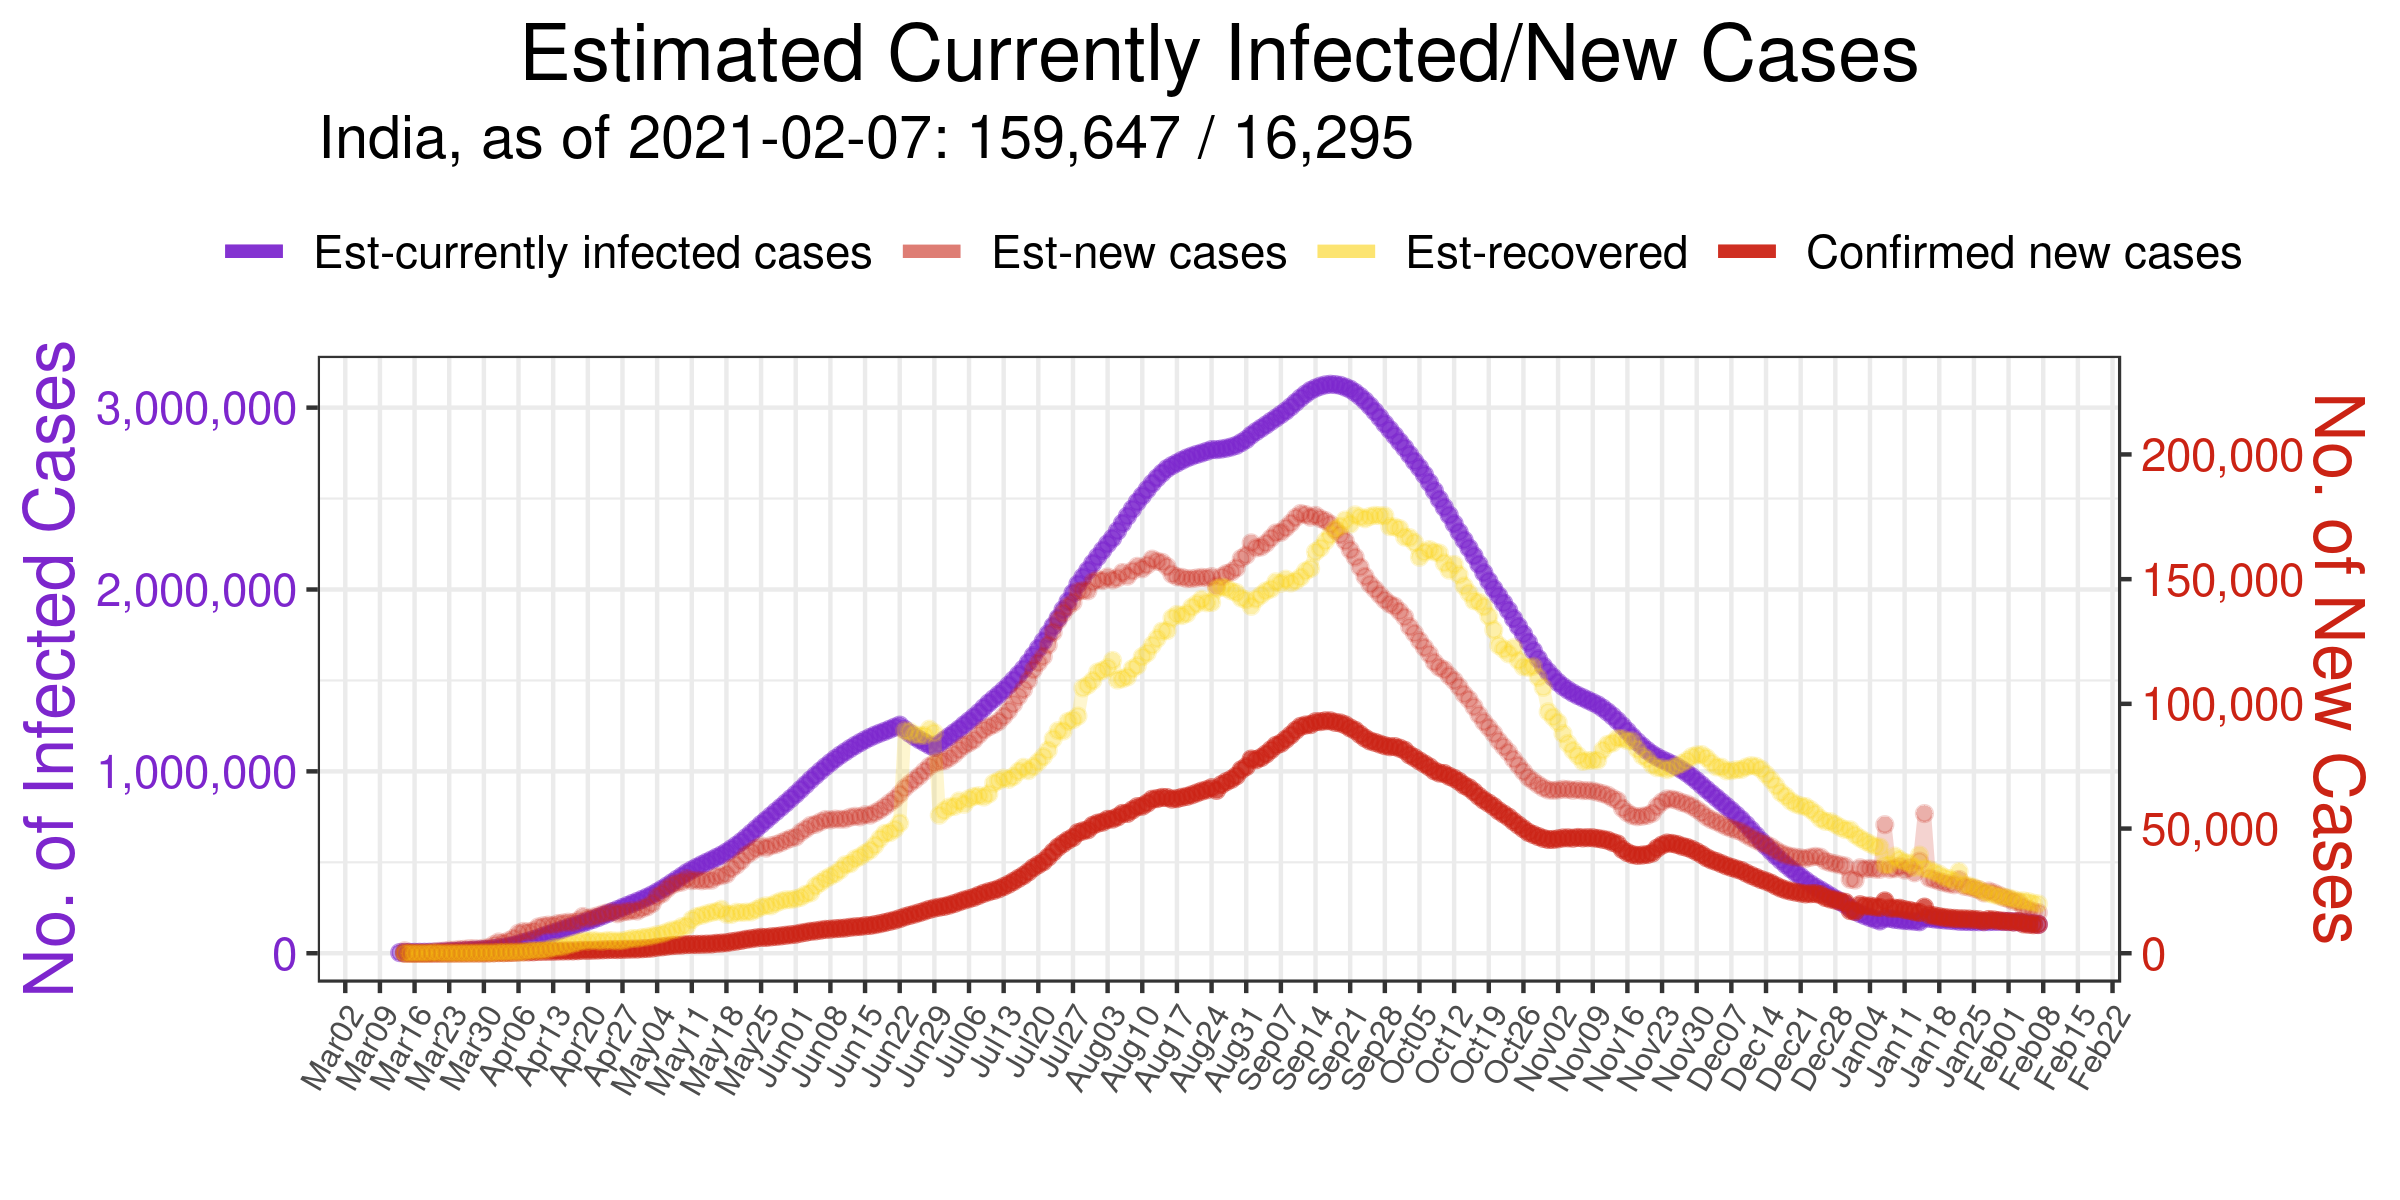 Estimated Currently Infected/New Cases
India, as of 2021-02-07: 159,647 / 16,295
Est-currently infected cases Est-new cases Est-recovered Confirmed new cases
No. of Infected Cases
3,000,000
2,000,000
1,000,000
0
200,000
150,000
100,000
50,000
0
No. of New Cases
Mar02 Mar09 Mar16 Mar23 Mar30 Apr06 Apr13 Apr20 Apr27 May04 May11 May18 May25 Jun01 Jun08 Jun15 Jun22 Jun29 Jul06 Jul13 Jul20 Jul27 Aug03 Aug10 Aug17 Aug24 Aug31 Sep07 Sep14 Sep21 Sep28 Oct05 Oct12 Oct19 Oct26 Nov02 Nov09 Nov16 Nov23 Nov30 Dec07 Dec14 Dec21 Dec28 Jan04 Jan11 Jan18 Jan25 Feb01 Feb08 Feb15 Feb22